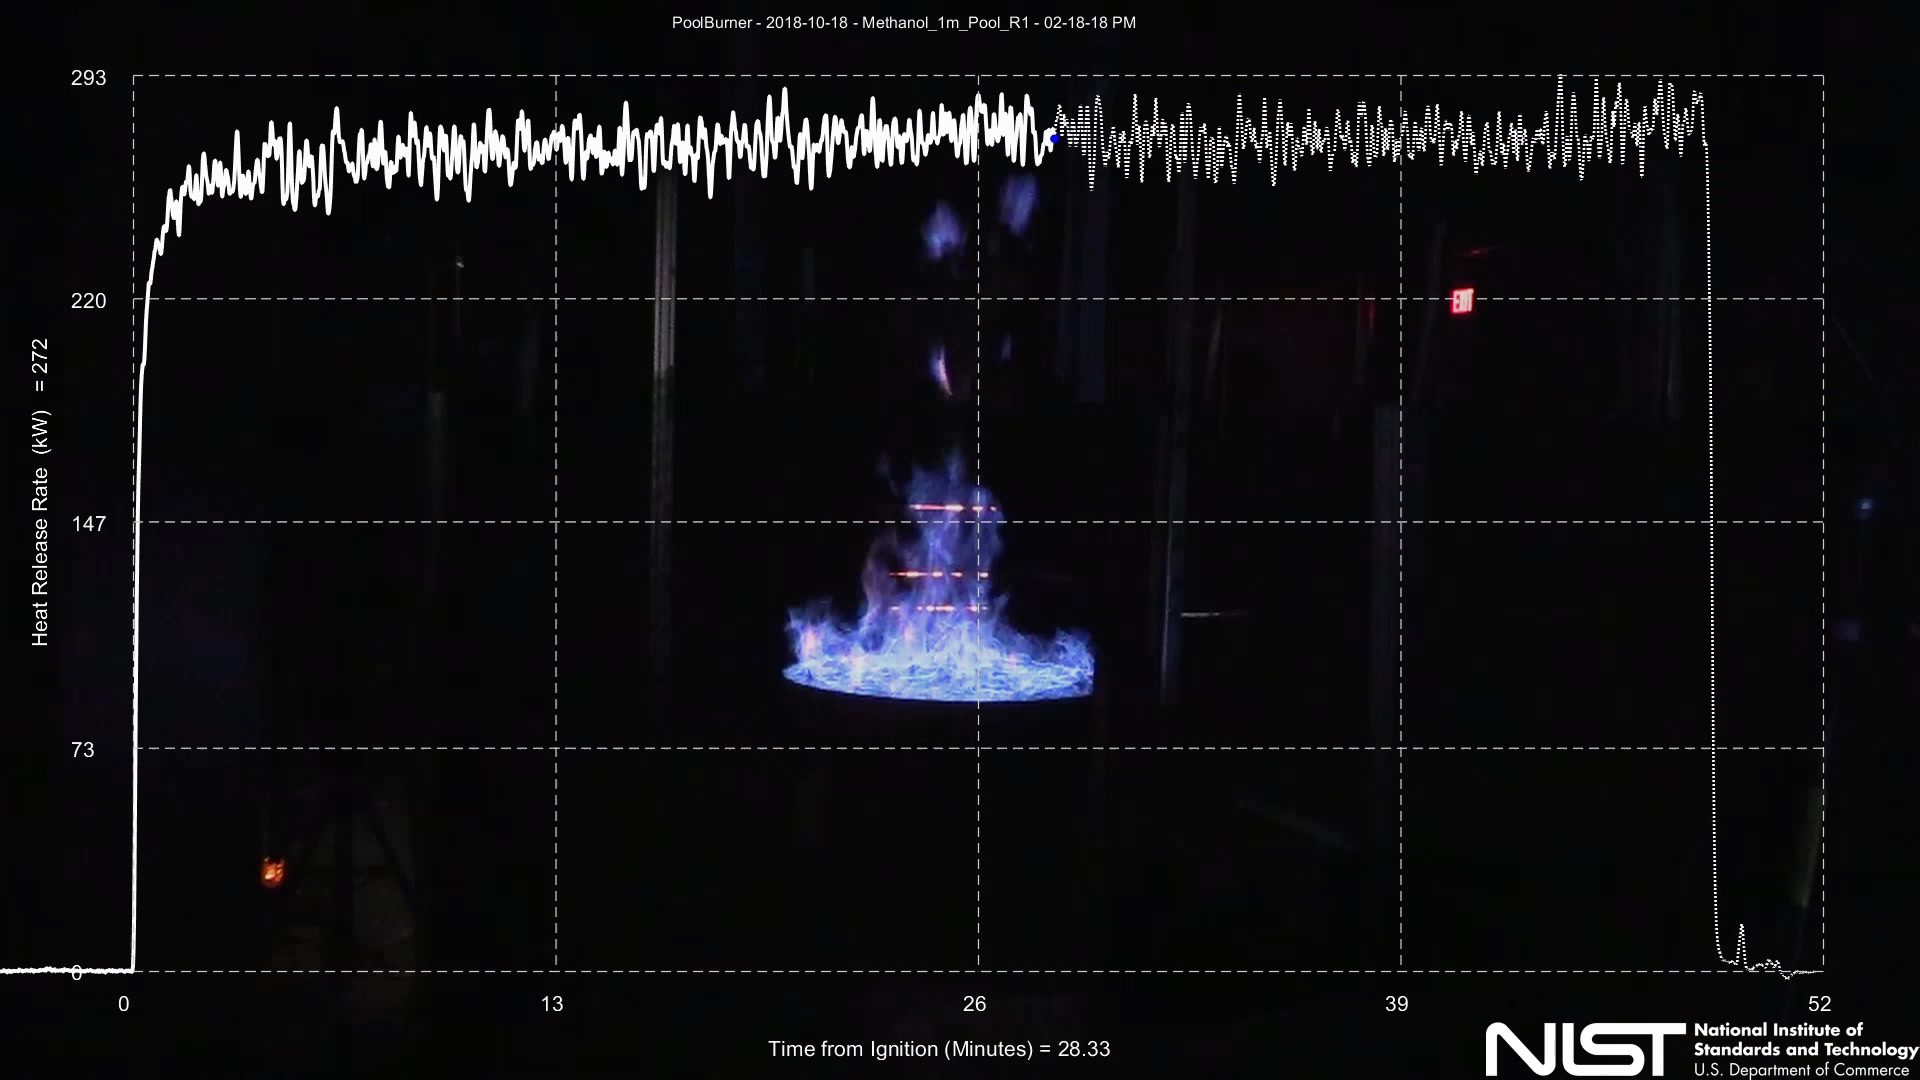 PoolBurner - 2018-10-18 - Methanol_1m_Pool_R1 - 02-18-18 PM
293
220
147
73
0
Heat Release Rate (kW) = 272
EXIT
0 13 26 39 52
Time from Ignition (Minutes) = 28.33
NIST
National Institute of
Standards and Technology
U.S. Department of Commerce